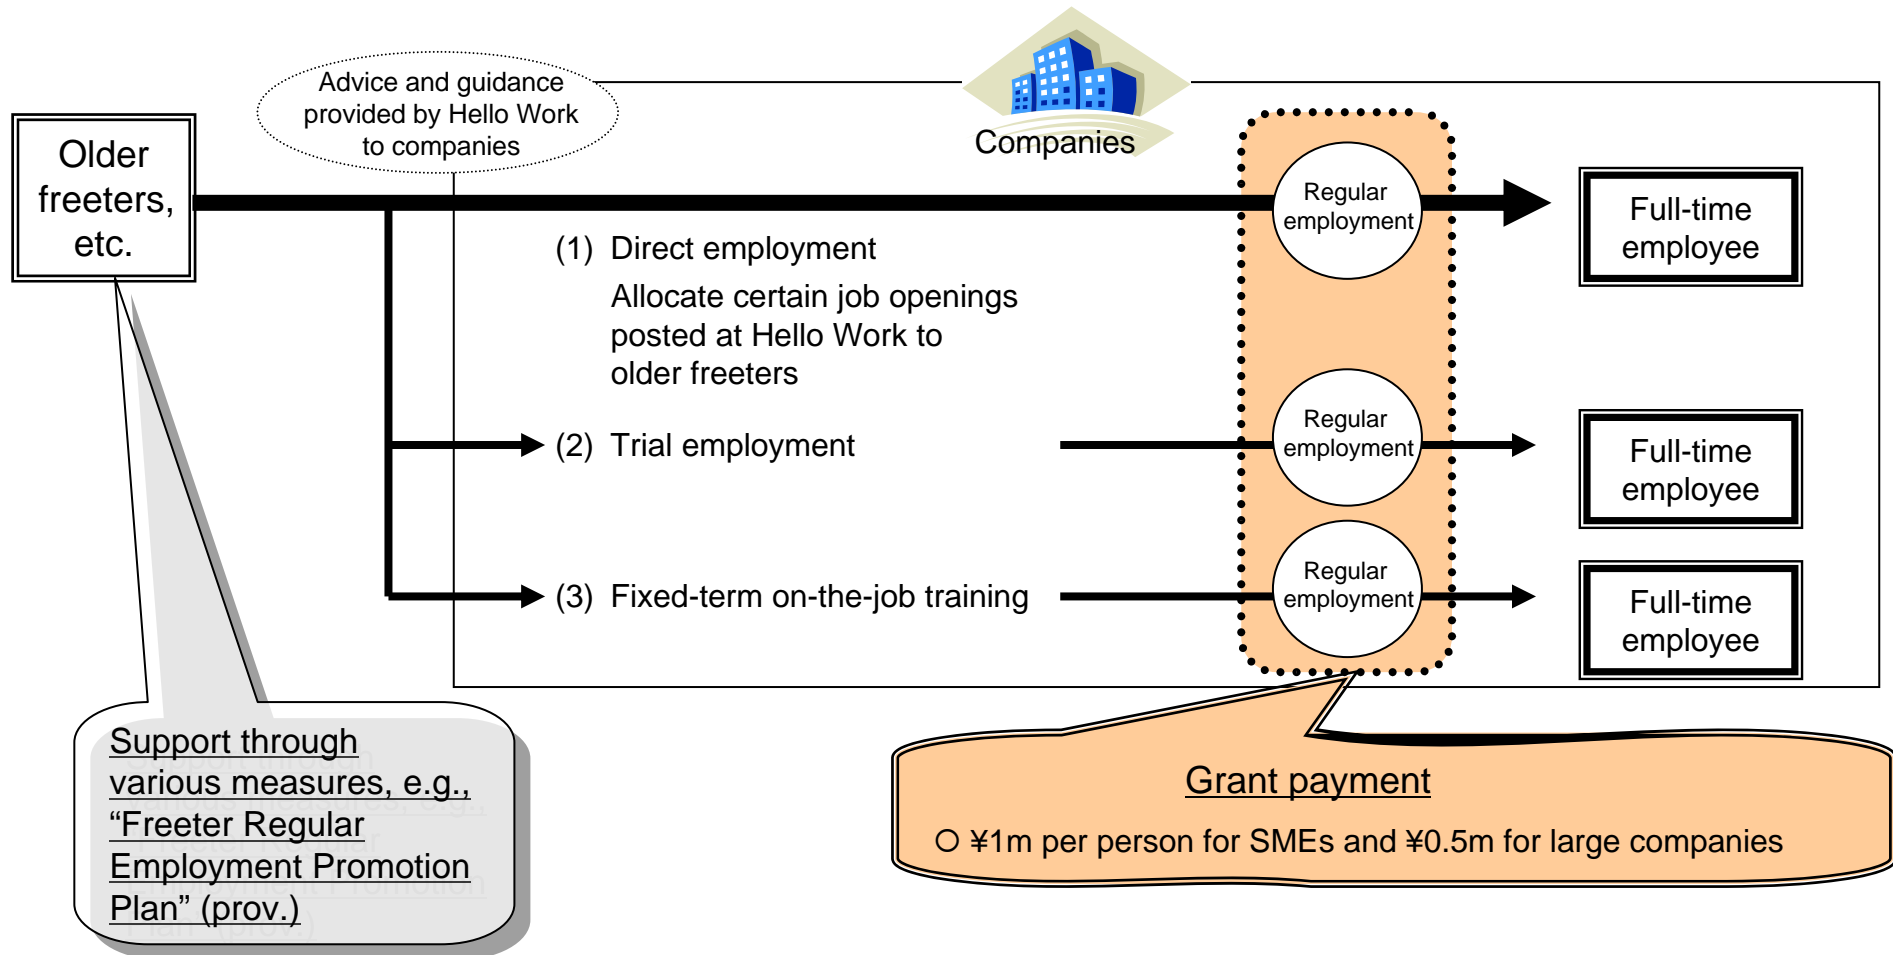 Advice and guidance
provided by Hello Work
to companies
Companies
Older
freeters,
etc.
Regular
employment
Full-time
employee
(1) Direct employment
Allocate certain job openings
posted at Hello Work to
older freeters
(2) Trial employment
Regular
employment
Full-time
employee
(3) Fixed-term on-the-job training
Regular
employment
Full-time
employee
Support through
various measures, e.g.,
“Freeter Regular
Employment Promotion
Plan” (prov.)
Grant payment
○ ¥1m per person for SMEs and ¥0.5m for large companies